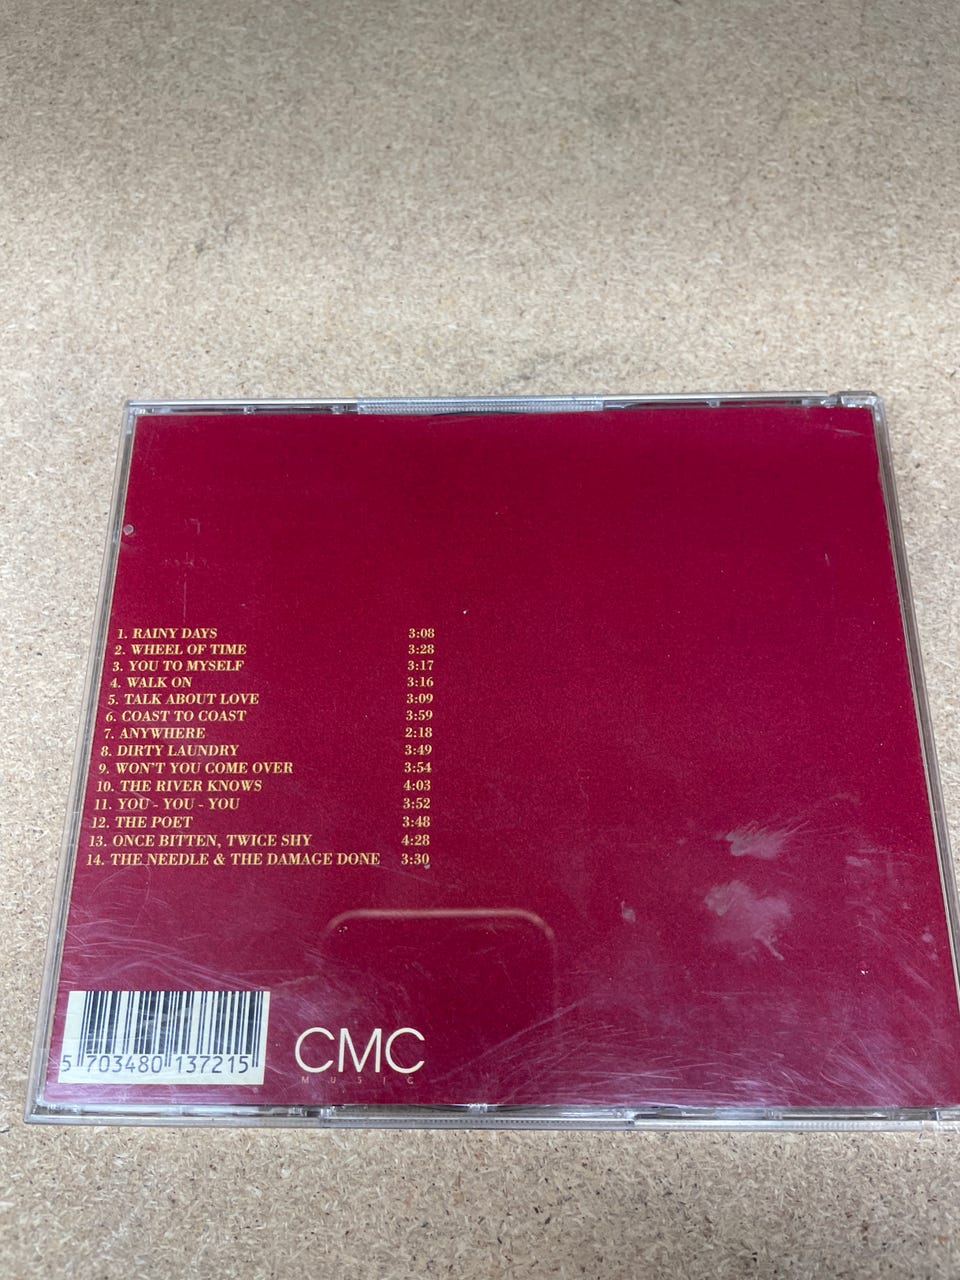 1. RAINY DAYS 3:08
2. WHEEL OF TIME 3:28
3. YOU TO MYSELF 3:17
4. WALK ON 3:16
5. TALK ABOUT LOVE 3:09
6. COAST TO COAST 3:59
7. ANYWHERE 2:18
8. DIRTY LAUNDRY 3:49
9. WON'T YOU COME OVER 3:54
10. THE RIVER KNOWS 4:03
11. YOU - YOU - YOU 3:52
12. THE POET 3:48
13. ONCE BITTEN, TWICE SHY 4:28
14. THE NEEDLE & THE DAMAGE DONE 3:30
5 703480 137215
CMC
MUSIC